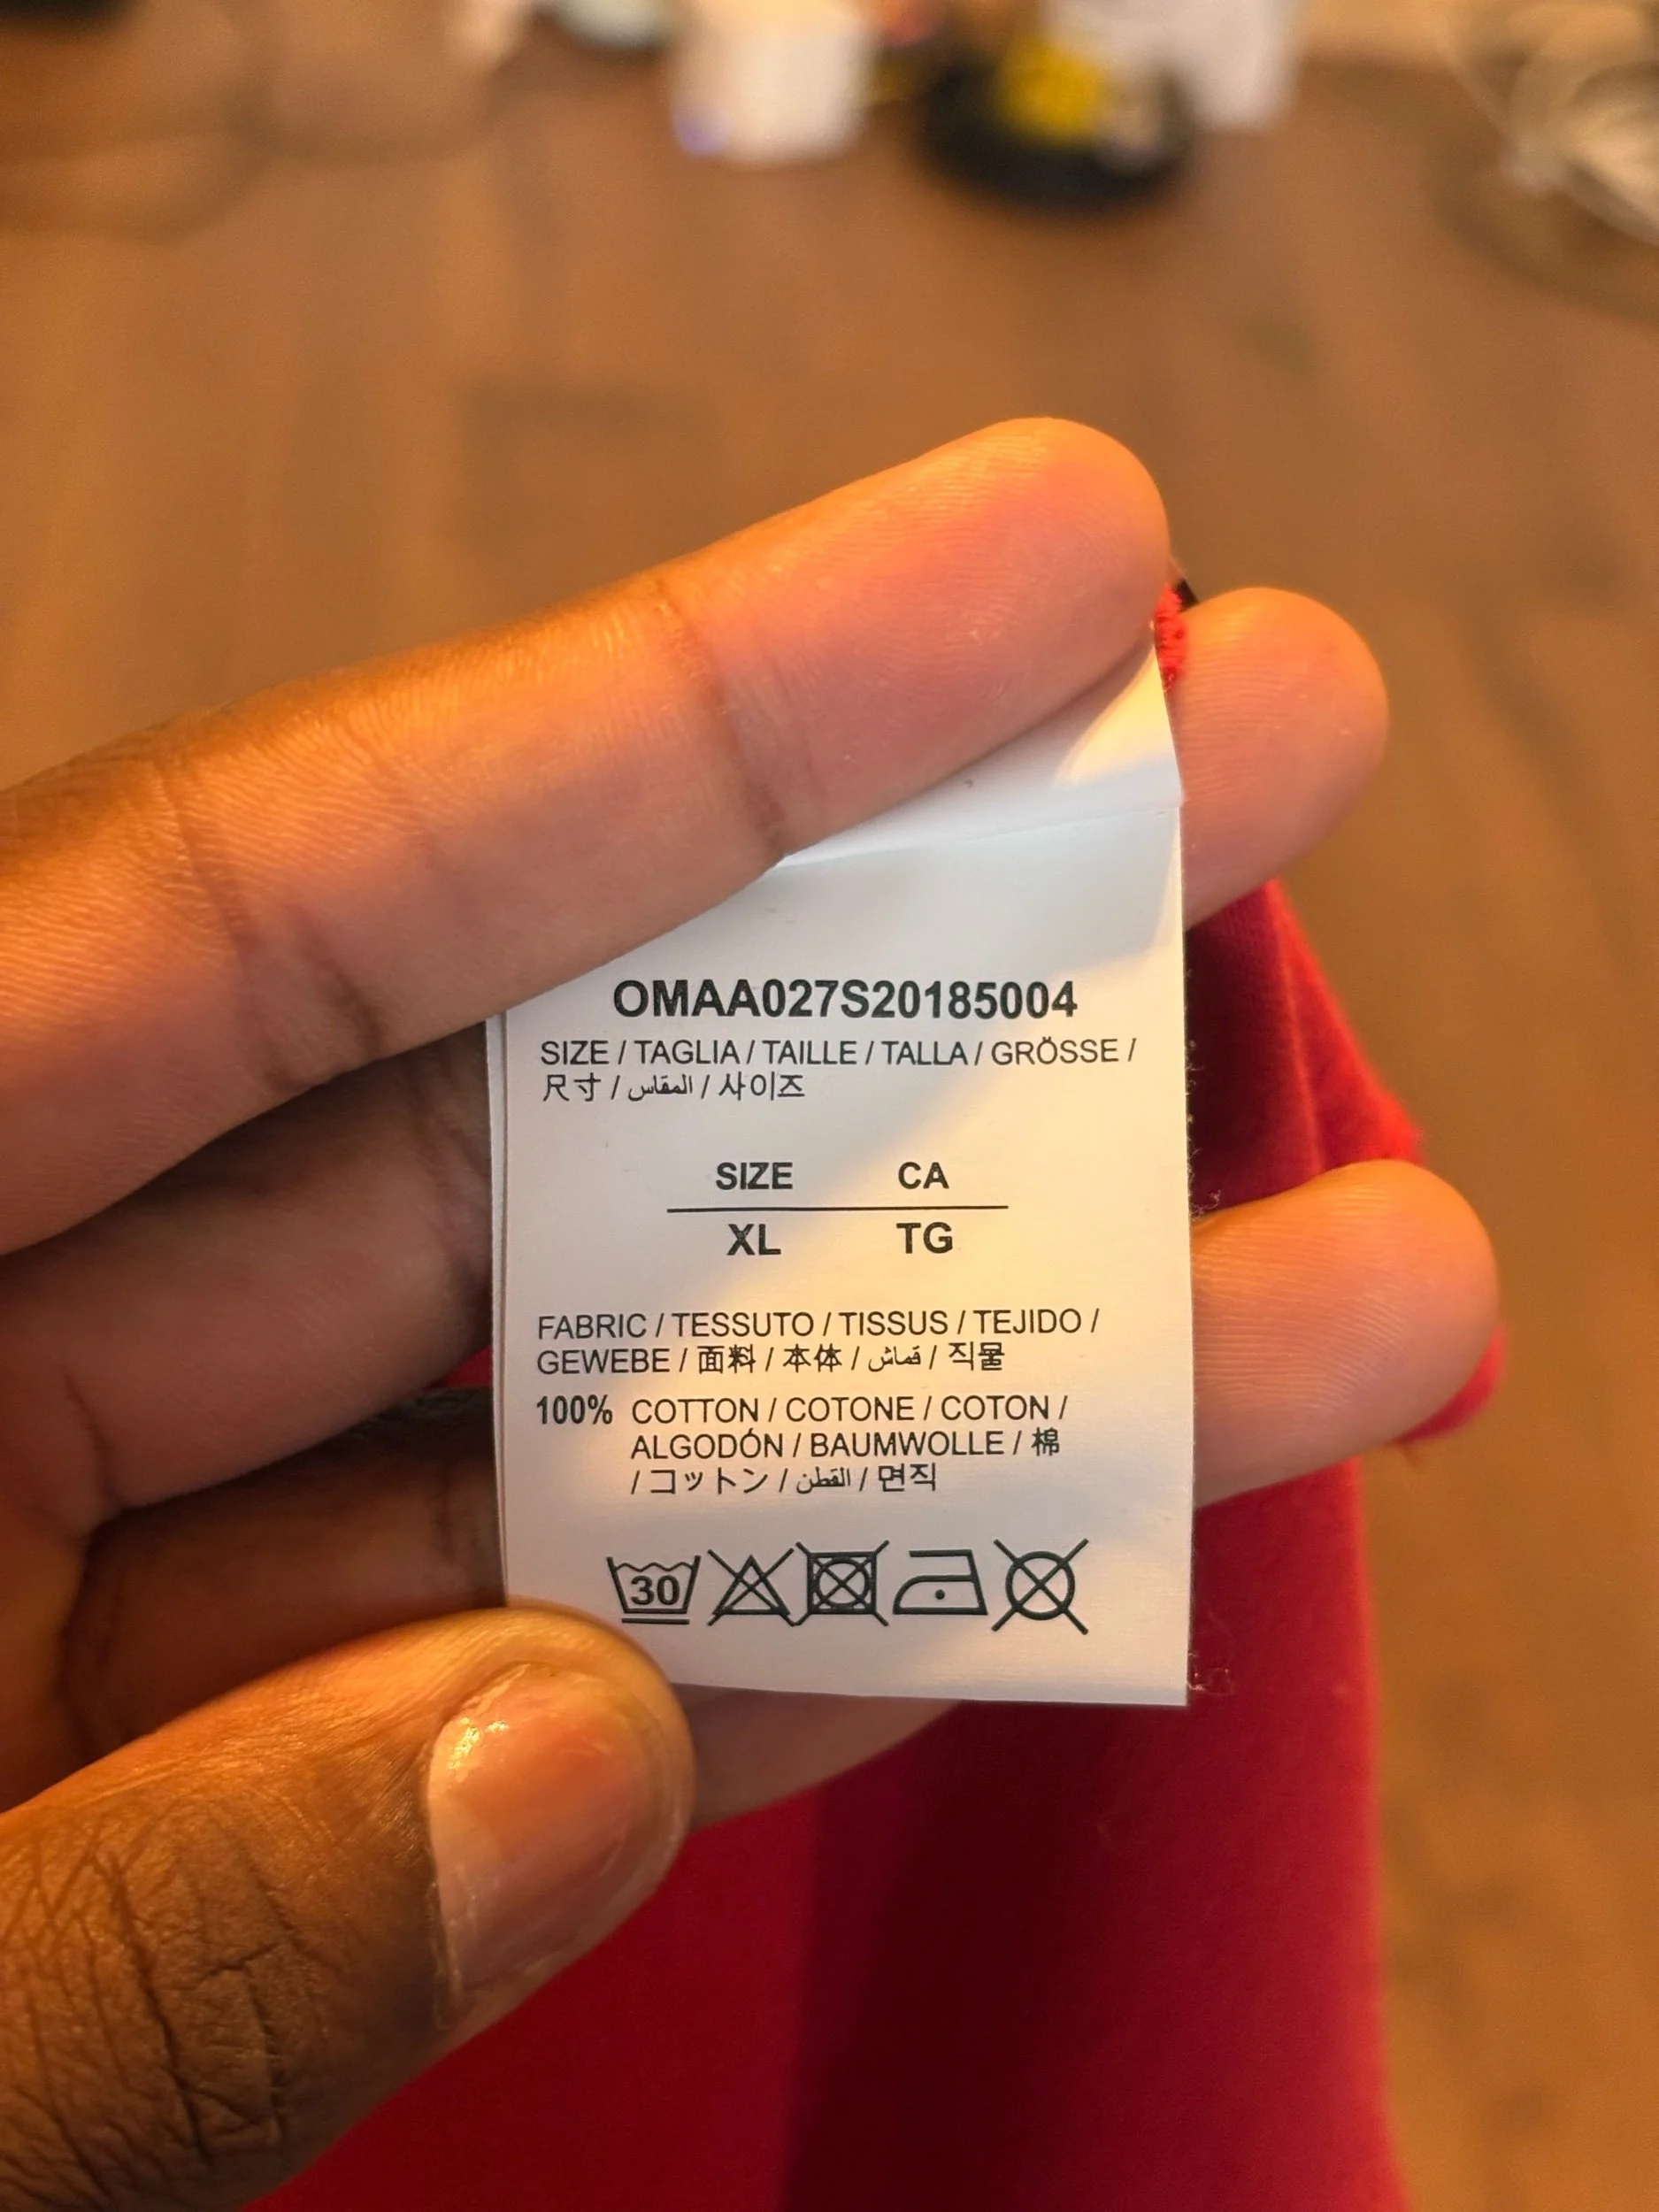 OMAA027S20185004
SIZE / TAGLIA / TAILLE / TALLA / GRÖSSE /
尺寸 / المقاس / 사이즈
SIZE CA
XL TG
FABRIC / TESSUTO / TISSUS / TEJIDO /
GEWEBE / 面料 / 本体 / قماش / 직물
100% COTTON / COTONE / COTON /
ALGODÓN / BAUMWOLLE / 棉
/ コットン / القطن / 면직
30